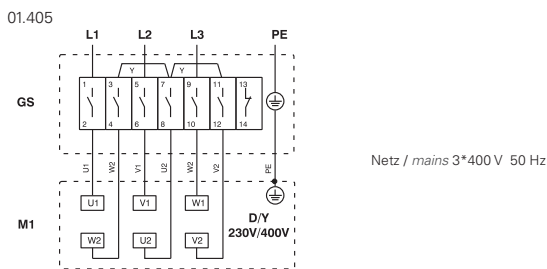 01.405
L1 L2 L3 PE
Y Y
GS
1 3 5 7 9 11 13
2 4 6 8 10 12 14
U1 W2 V1 U2 W2 V2 PE
Netz / mains 3*400 V 50 Hz
M1
U1 V1 W1
D/Y
230V/400V
W2 U2 V2